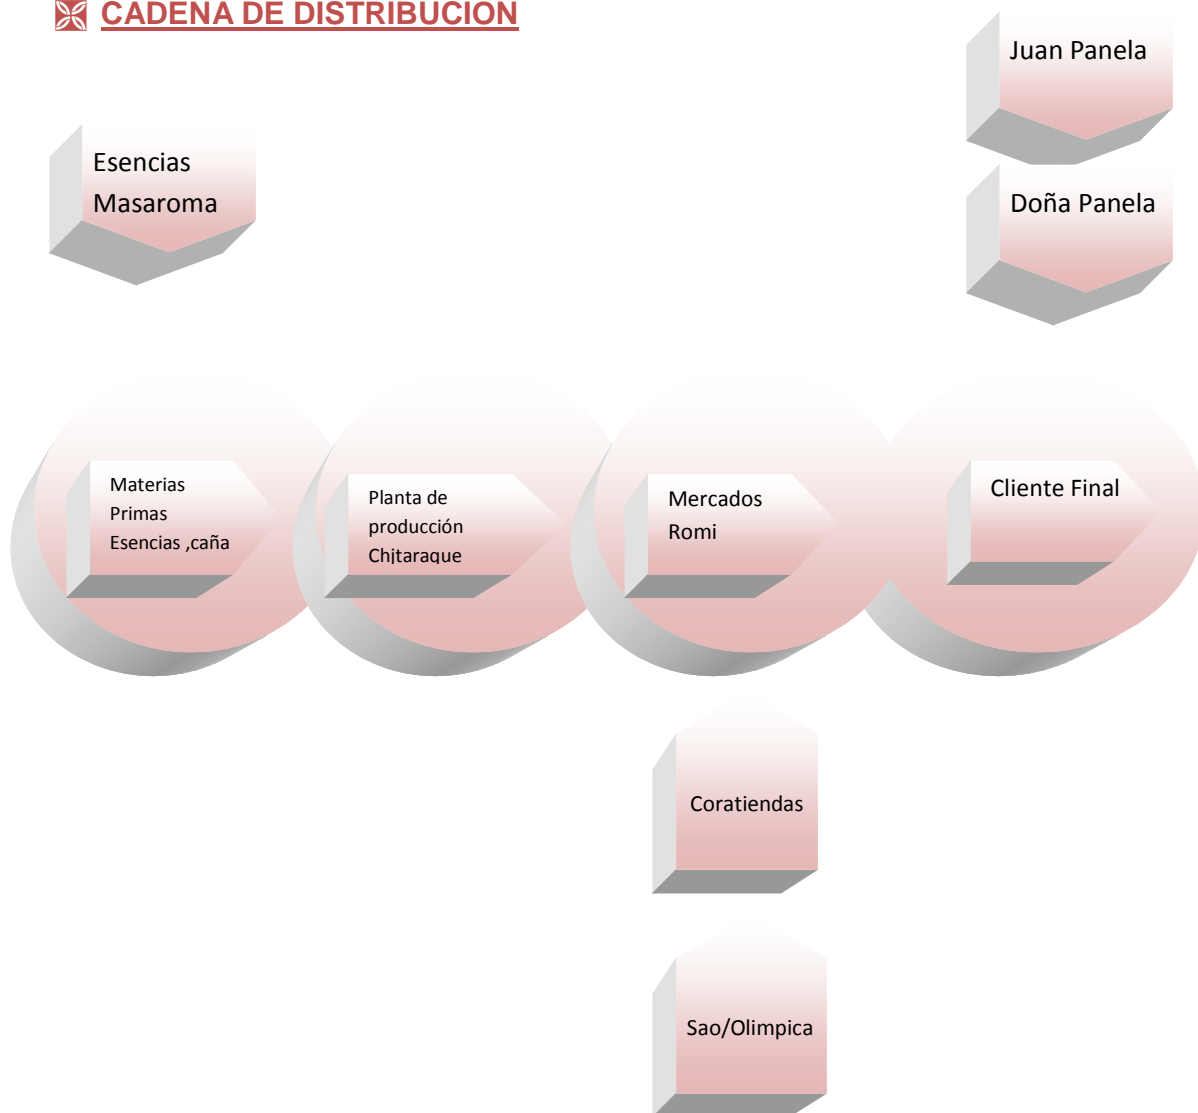 CADENA DE DISTRIBUCION
Juan Panela
Esencias
Masaroma
Doña Panela
Materias
Primas
Esencias ,caña
Planta de
producción
Chitaraque
Mercados
Romi
Cliente Final
Coratiendas
Sao/Olimpica